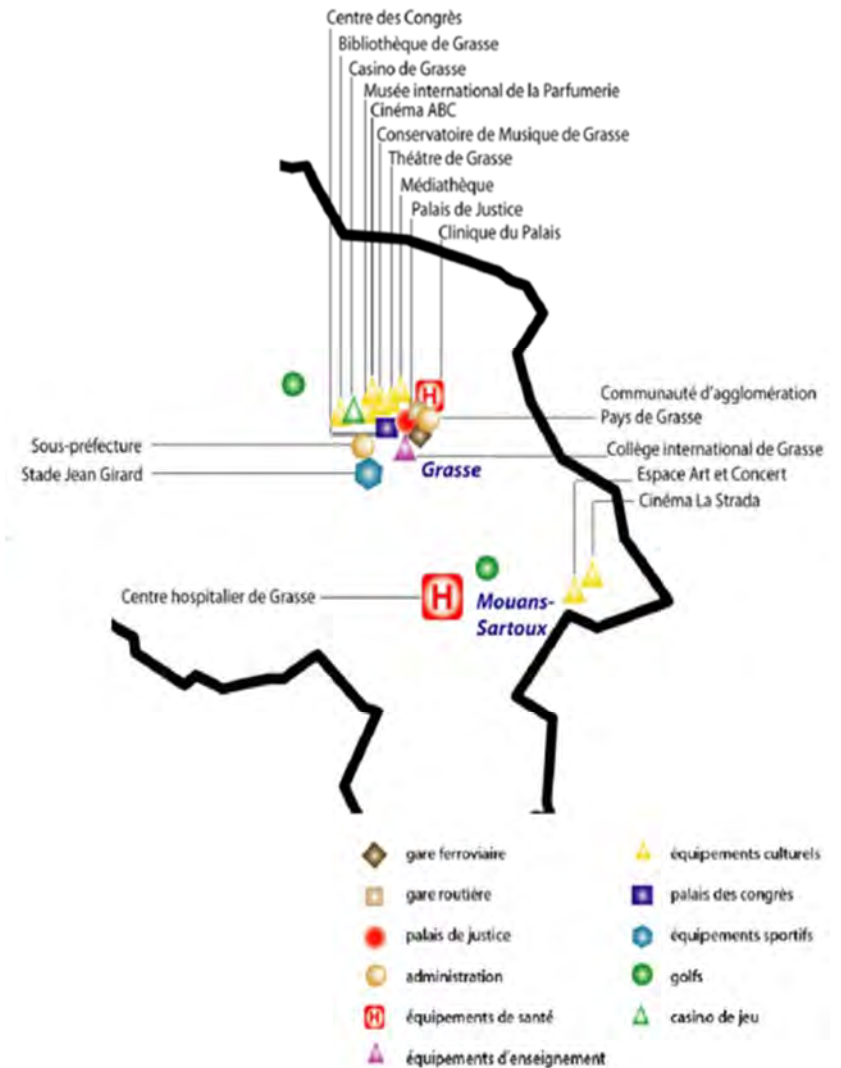 Centre des Congrès
Bibliothèque de Grasse
Casino de Grasse
Musée international de la Parfumerie
Cinéma ABC
Conservatoire de Musique de Grasse
Théâtre de Grasse
Médiathèque
Palais de Justice
Clinique du Palais
H
Communauté d'agglomération
Pays de Grasse
Sous-préfecture
Collège international de Grasse
Stade Jean Girard
Grasse
Espace Art et Concert
Cinéma La Strada
Centre hospitalier de Grasse
H
Mouans-
Sartoux
gare ferroviaire
équipements culturels
gare routière
palais des congrès
palais de justice
équipements sportifs
administration
golfs
H
équipements de santé
casino de jeu
équipements d'enseignement